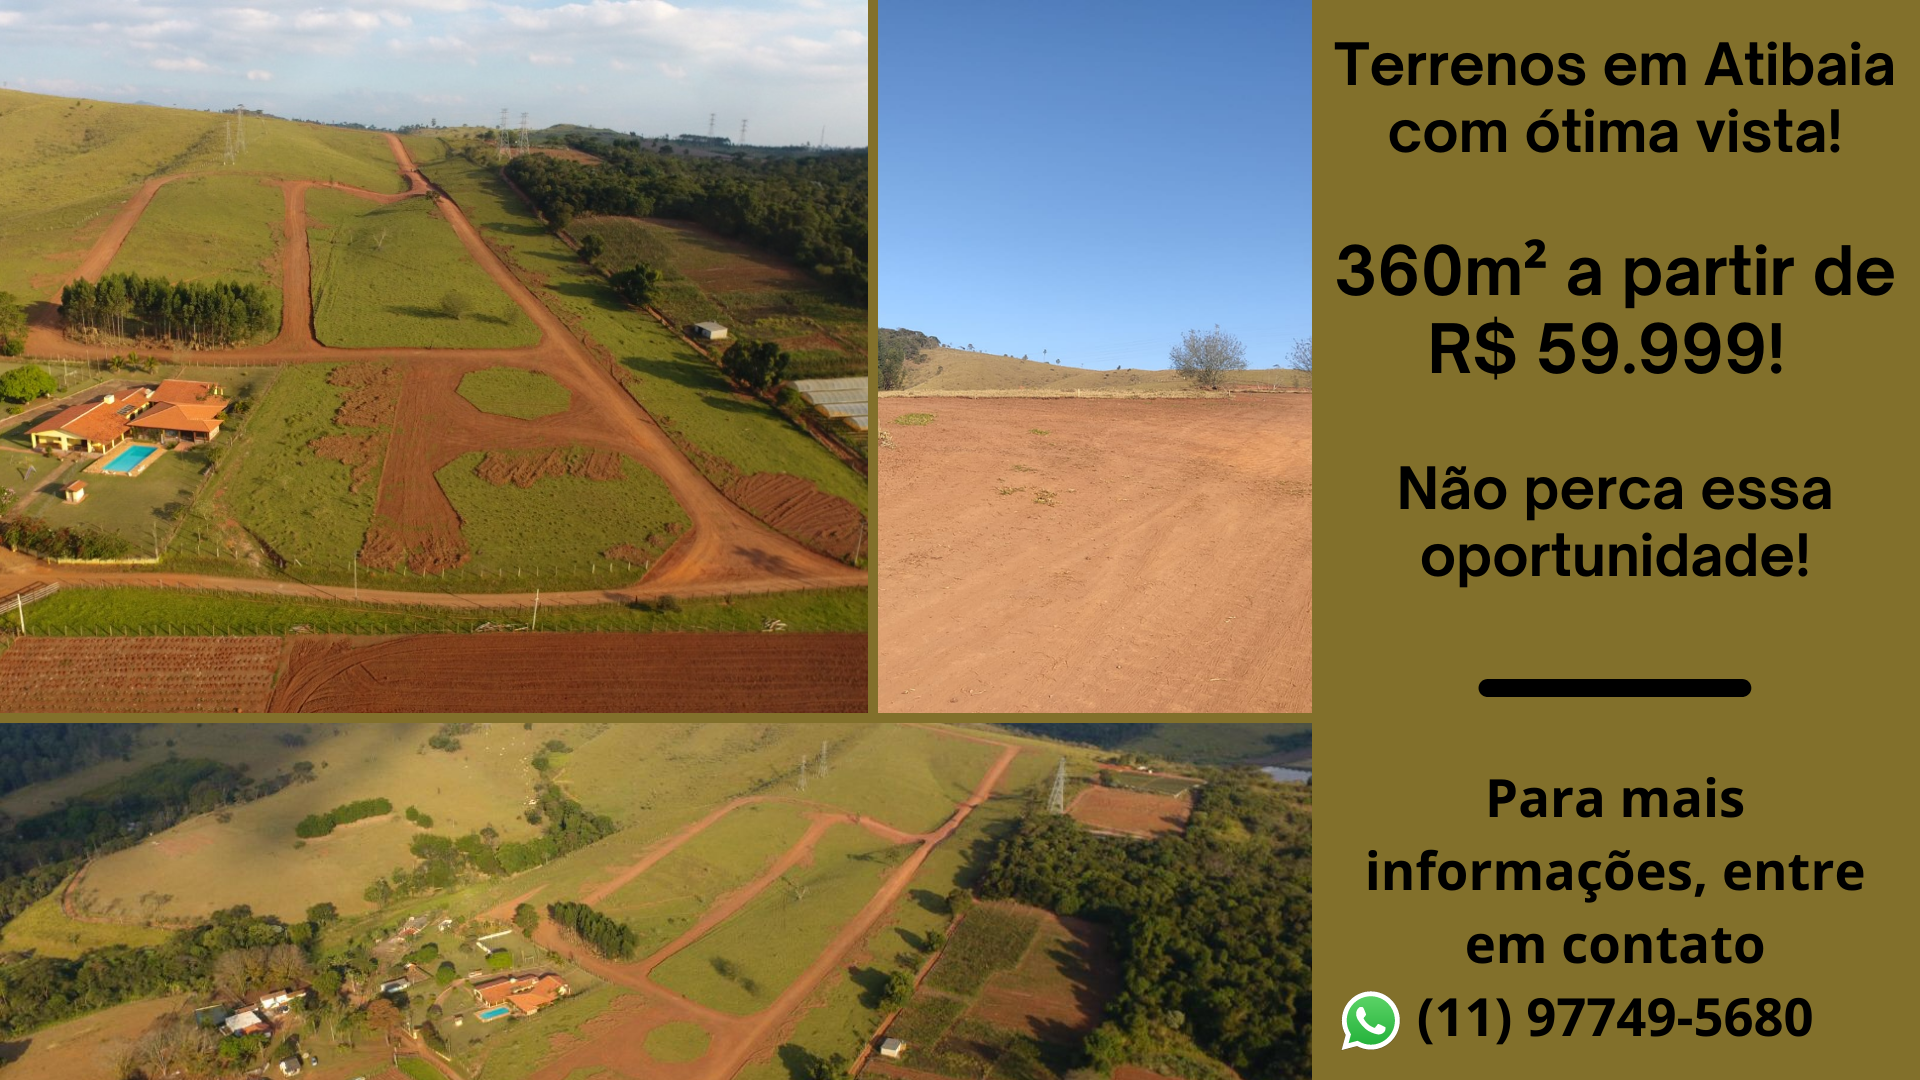 Terrenos em Atibaia
com ótima vista!
360m² a partir de
R$ 59.999!
Não perca essa
oportunidade!
Para mais
informações, entre
em contato
(11) 97749-5680